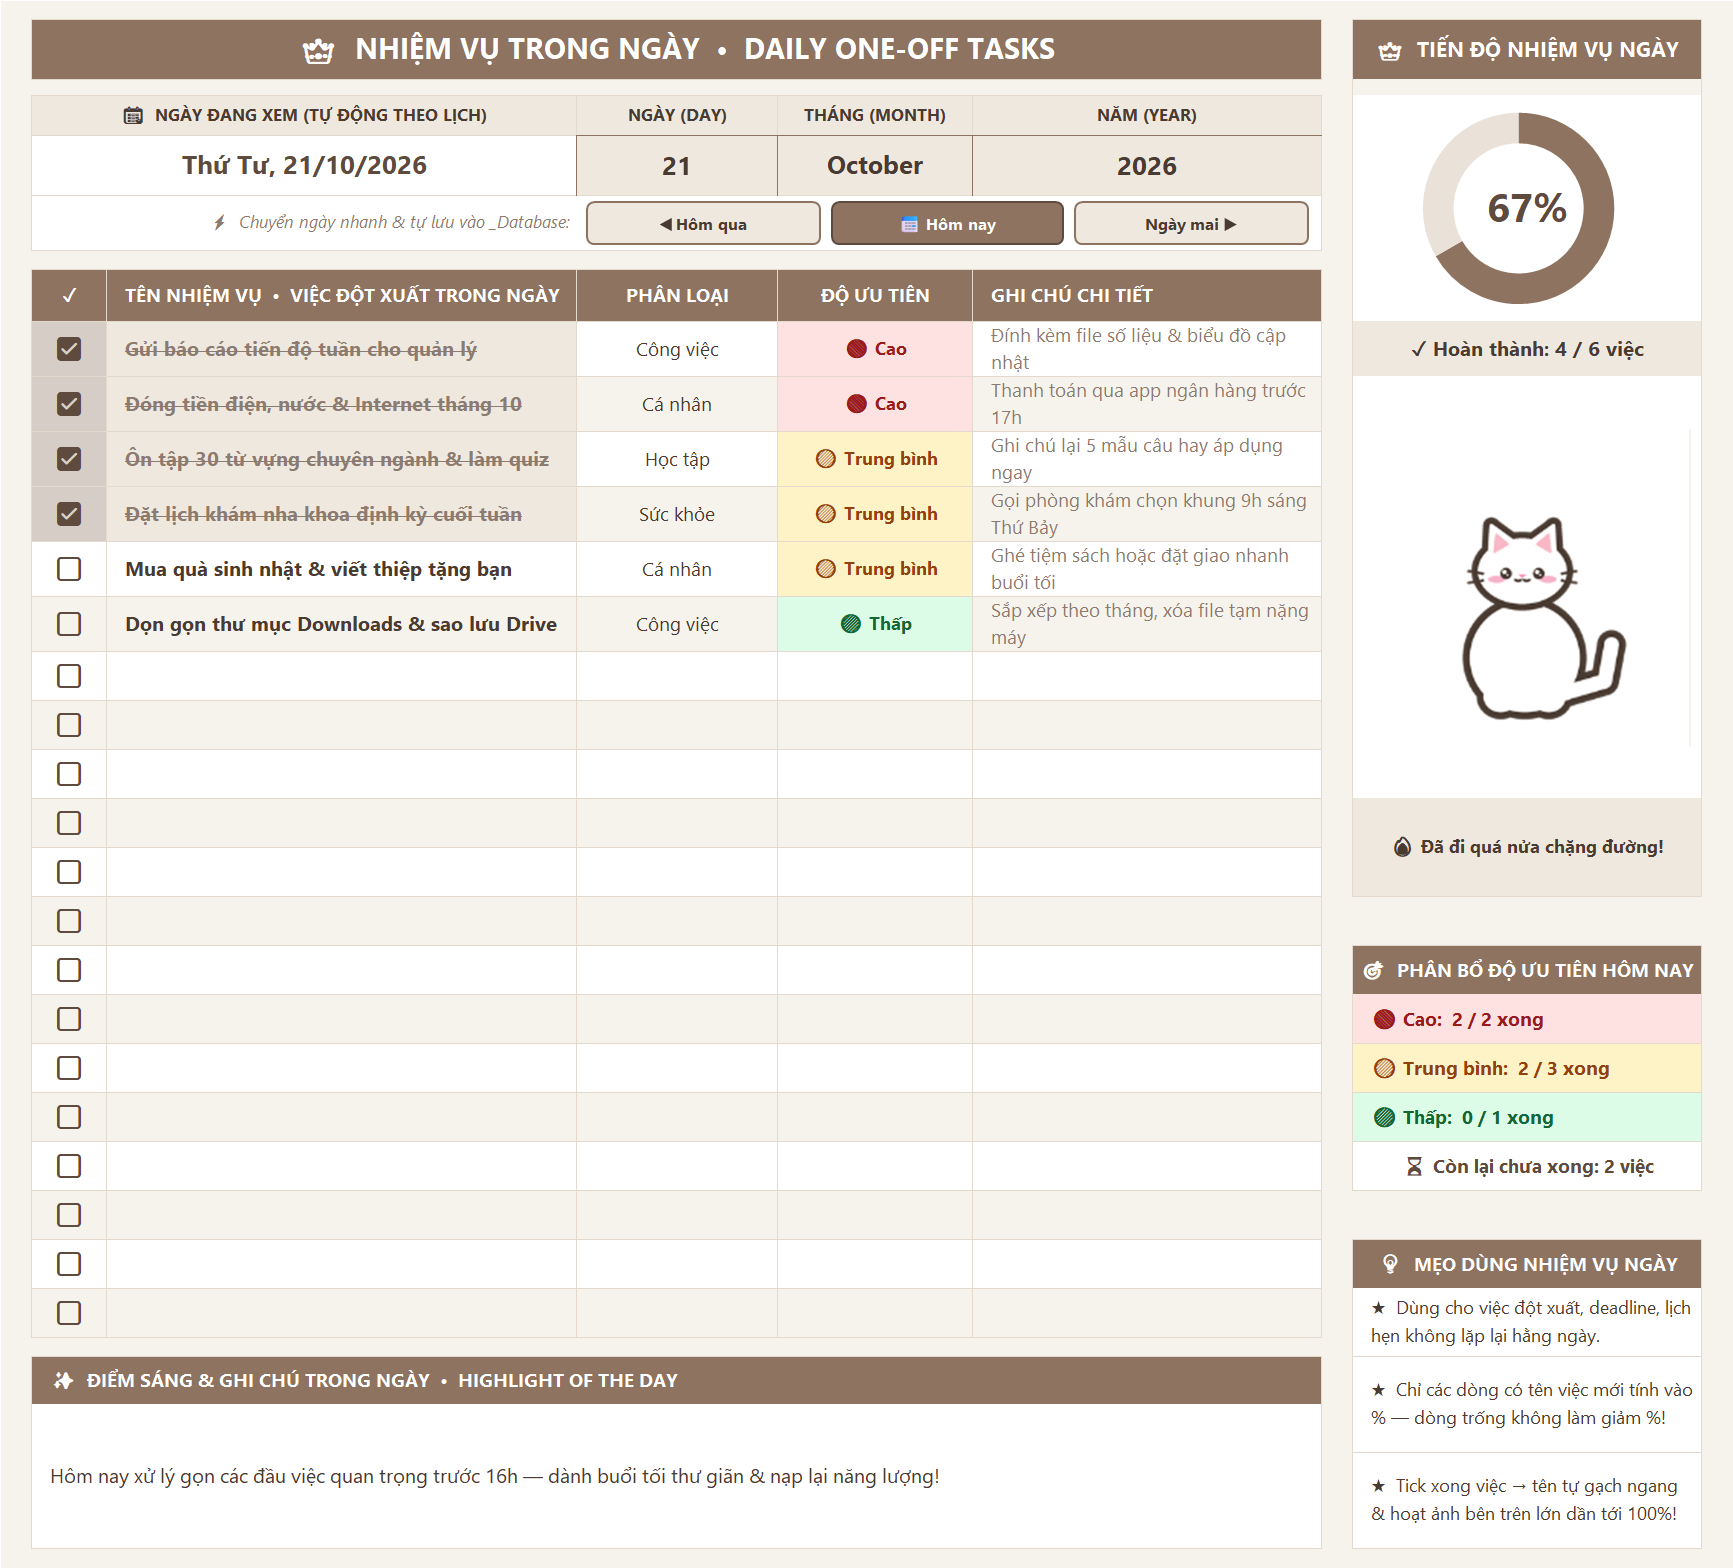 NHIỆM VỤ TRONG NGÀY • DAILY ONE-OFF TASKS
NGÀY ĐANG XEM (TỰ ĐỘNG THEO LỊCH)
NGÀY (DAY)
THÁNG (MONTH)
NĂM (YEAR)
Thứ Tư, 21/10/2026
21
October
2026
Chuyển ngày nhanh & tự lưu vào _Database:
◀ Hôm qua
Hôm nay
Ngày mai ▶
✓
TÊN NHIỆM VỤ • VIỆC ĐỘT XUẤT TRONG NGÀY
PHÂN LOẠI
ĐỘ ƯU TIÊN
GHI CHÚ CHI TIẾT
Gửi báo cáo tiến độ tuần cho quản lý
Công việc
Cao
Đính kèm file số liệu & biểu đồ cập
nhật
Đóng tiền điện, nước & Internet tháng 10
Cá nhân
Cao
Thanh toán qua app ngân hàng trước
17h
Ôn tập 30 từ vựng chuyên ngành & làm quiz
Học tập
Trung bình
Ghi chú lại 5 mẫu câu hay áp dụng
ngay
Đặt lịch khám nha khoa định kỳ cuối tuần
Sức khỏe
Trung bình
Gọi phòng khám chọn khung 9h sáng
Thứ Bảy
Mua quà sinh nhật & viết thiệp tặng bạn
Cá nhân
Trung bình
Ghé tiệm sách hoặc đặt giao nhanh
buổi tối
Dọn gọn thư mục Downloads & sao lưu Drive
Công việc
Thấp
Sắp xếp theo tháng, xóa file tạm nặng
máy
ĐIỂM SÁNG & GHI CHÚ TRONG NGÀY • HIGHLIGHT OF THE DAY
Hôm nay xử lý gọn các đầu việc quan trọng trước 16h — dành buổi tối thư giãn & nạp lại năng lượng!
TIẾN ĐỘ NHIỆM VỤ NGÀY
67%
✓ Hoàn thành: 4 / 6 việc
Đã đi quá nửa chặng đường!
PHÂN BỔ ĐỘ ƯU TIÊN HÔM NAY
Cao: 2 / 2 xong
Trung bình: 2 / 3 xong
Thấp: 0 / 1 xong
Còn lại chưa xong: 2 việc
MẸO DÙNG NHIỆM VỤ NGÀY
★ Dùng cho việc đột xuất, deadline, lịch
hẹn không lặp lại hằng ngày.
★ Chỉ các dòng có tên việc mới tính vào
% — dòng trống không làm giảm %!
★ Tick xong việc → tên tự gạch ngang
& hoạt ảnh bên trên lớn dần tới 100%!